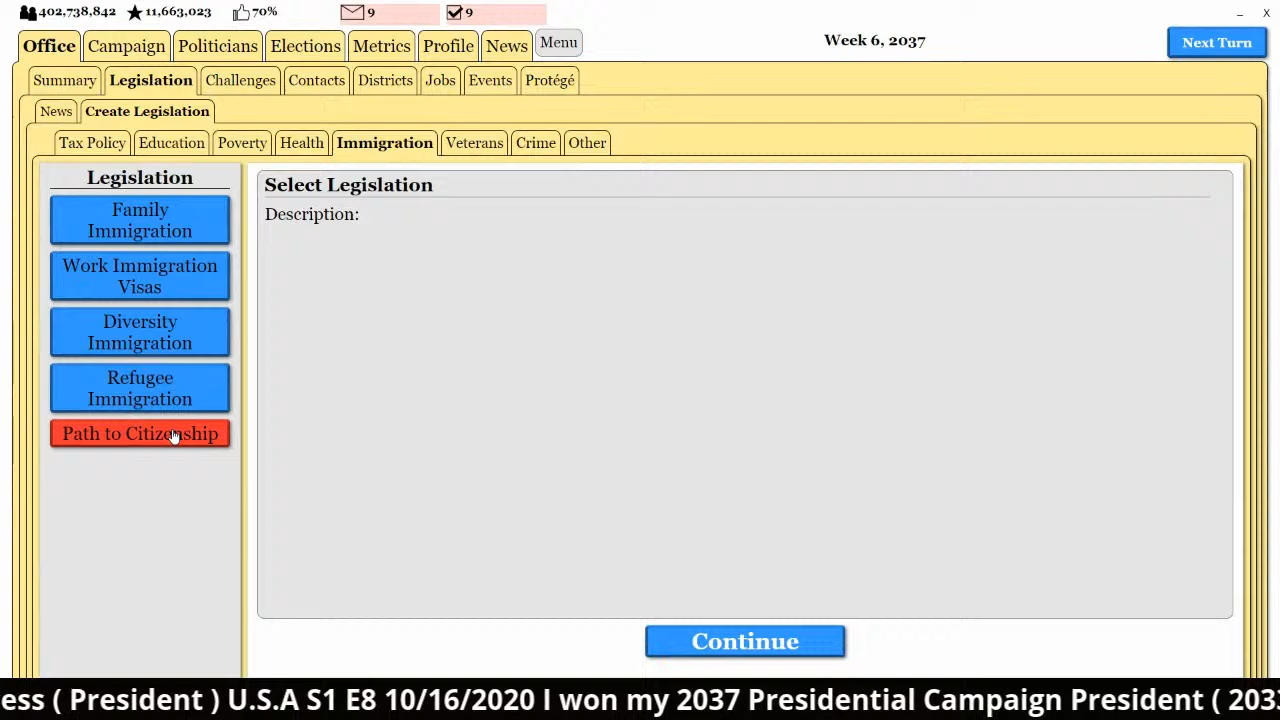 402,738,842 11,663,023 70% 9 9
_ X
Office Campaign Politicians Elections Metrics Profile News Menu
Week 6, 2037
Next Turn
Summary Legislation Challenges Contacts Districts Jobs Events Protégé
News Create Legislation
Tax Policy Education Poverty Health Immigration Veterans Crime Other
Legislation
Family
Immigration
Work Immigration
Visas
Diversity
Immigration
Refugee
Immigration
Path to Citizenship
Select Legislation
Description:
Continue
ess ( President ) U.S.A S1 E8 10/16/2020 I won my 2037 Presidential Campaign President ( 203